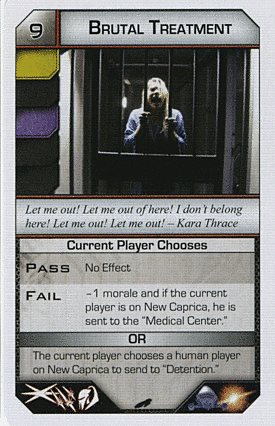 9 BRUTAL TREATMENT
Let me out! Let me out of here! I don't belong
here! Let me out! Let me out! – Kara Thrace
Current Player Chooses
PASS No Effect
FAIL –1 morale and if the current
player is on New Caprica, he is
sent to the “Medical Center.”
OR
The current player chooses a human player
on New Caprica to send to “Detention.”